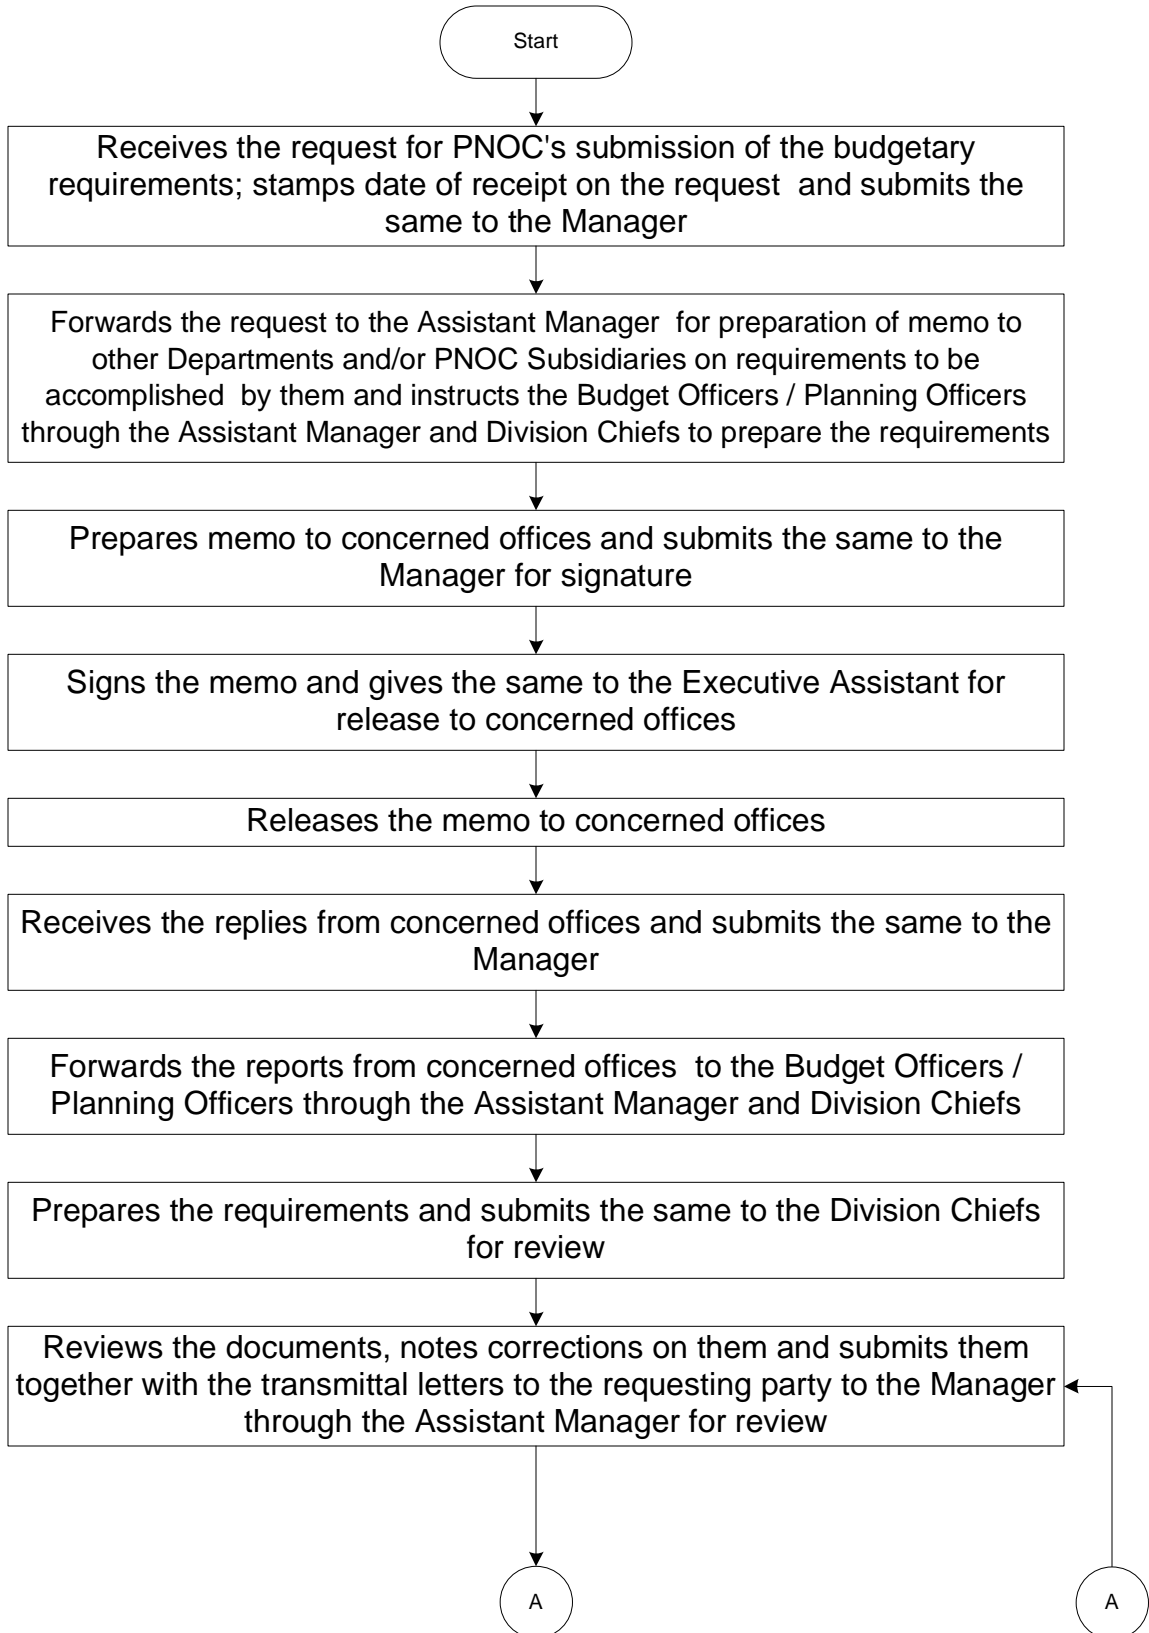 Start
Receives the request for PNOC's submission of the budgetary
requirements; stamps date of receipt on the request and submits the
same to the Manager
Forwards the request to the Assistant Manager for preparation of memo to
other Departments and/or PNOC Subsidiaries on requirements to be
accomplished by them and instructs the Budget Officers / Planning Officers
through the Assistant Manager and Division Chiefs to prepare the requirements
Prepares memo to concerned offices and submits the same to the
Manager for signature
Signs the memo and gives the same to the Executive Assistant for
release to concerned offices
Releases the memo to concerned offices
Receives the replies from concerned offices and submits the same to the
Manager
Forwards the reports from concerned offices to the Budget Officers /
Planning Officers through the Assistant Manager and Division Chiefs
Prepares the requirements and submits the same to the Division Chiefs
for review
Reviews the documents, notes corrections on them and submits them
together with the transmittal letters to the requesting party to the Manager
through the Assistant Manager for review
A
A